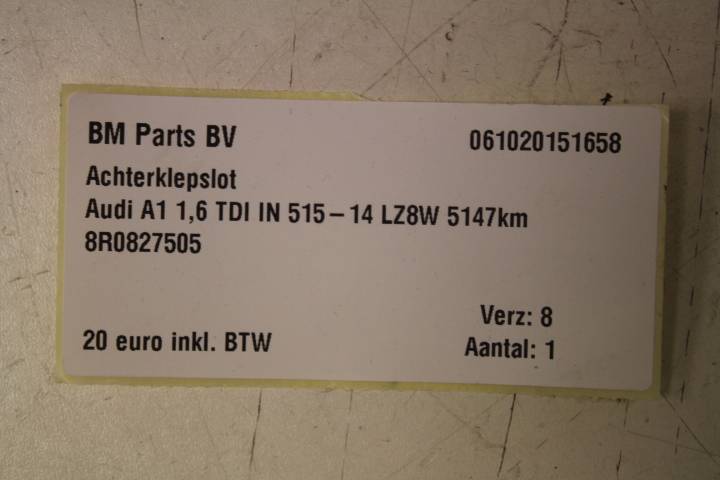 BM Parts BV 061020151658
Achterklepslot
Audi A1 1,6 TDI IN 515-14 LZ8W 5147km
8R0827505
Verz: 8
20 euro inkl. BTW Aantal: 1